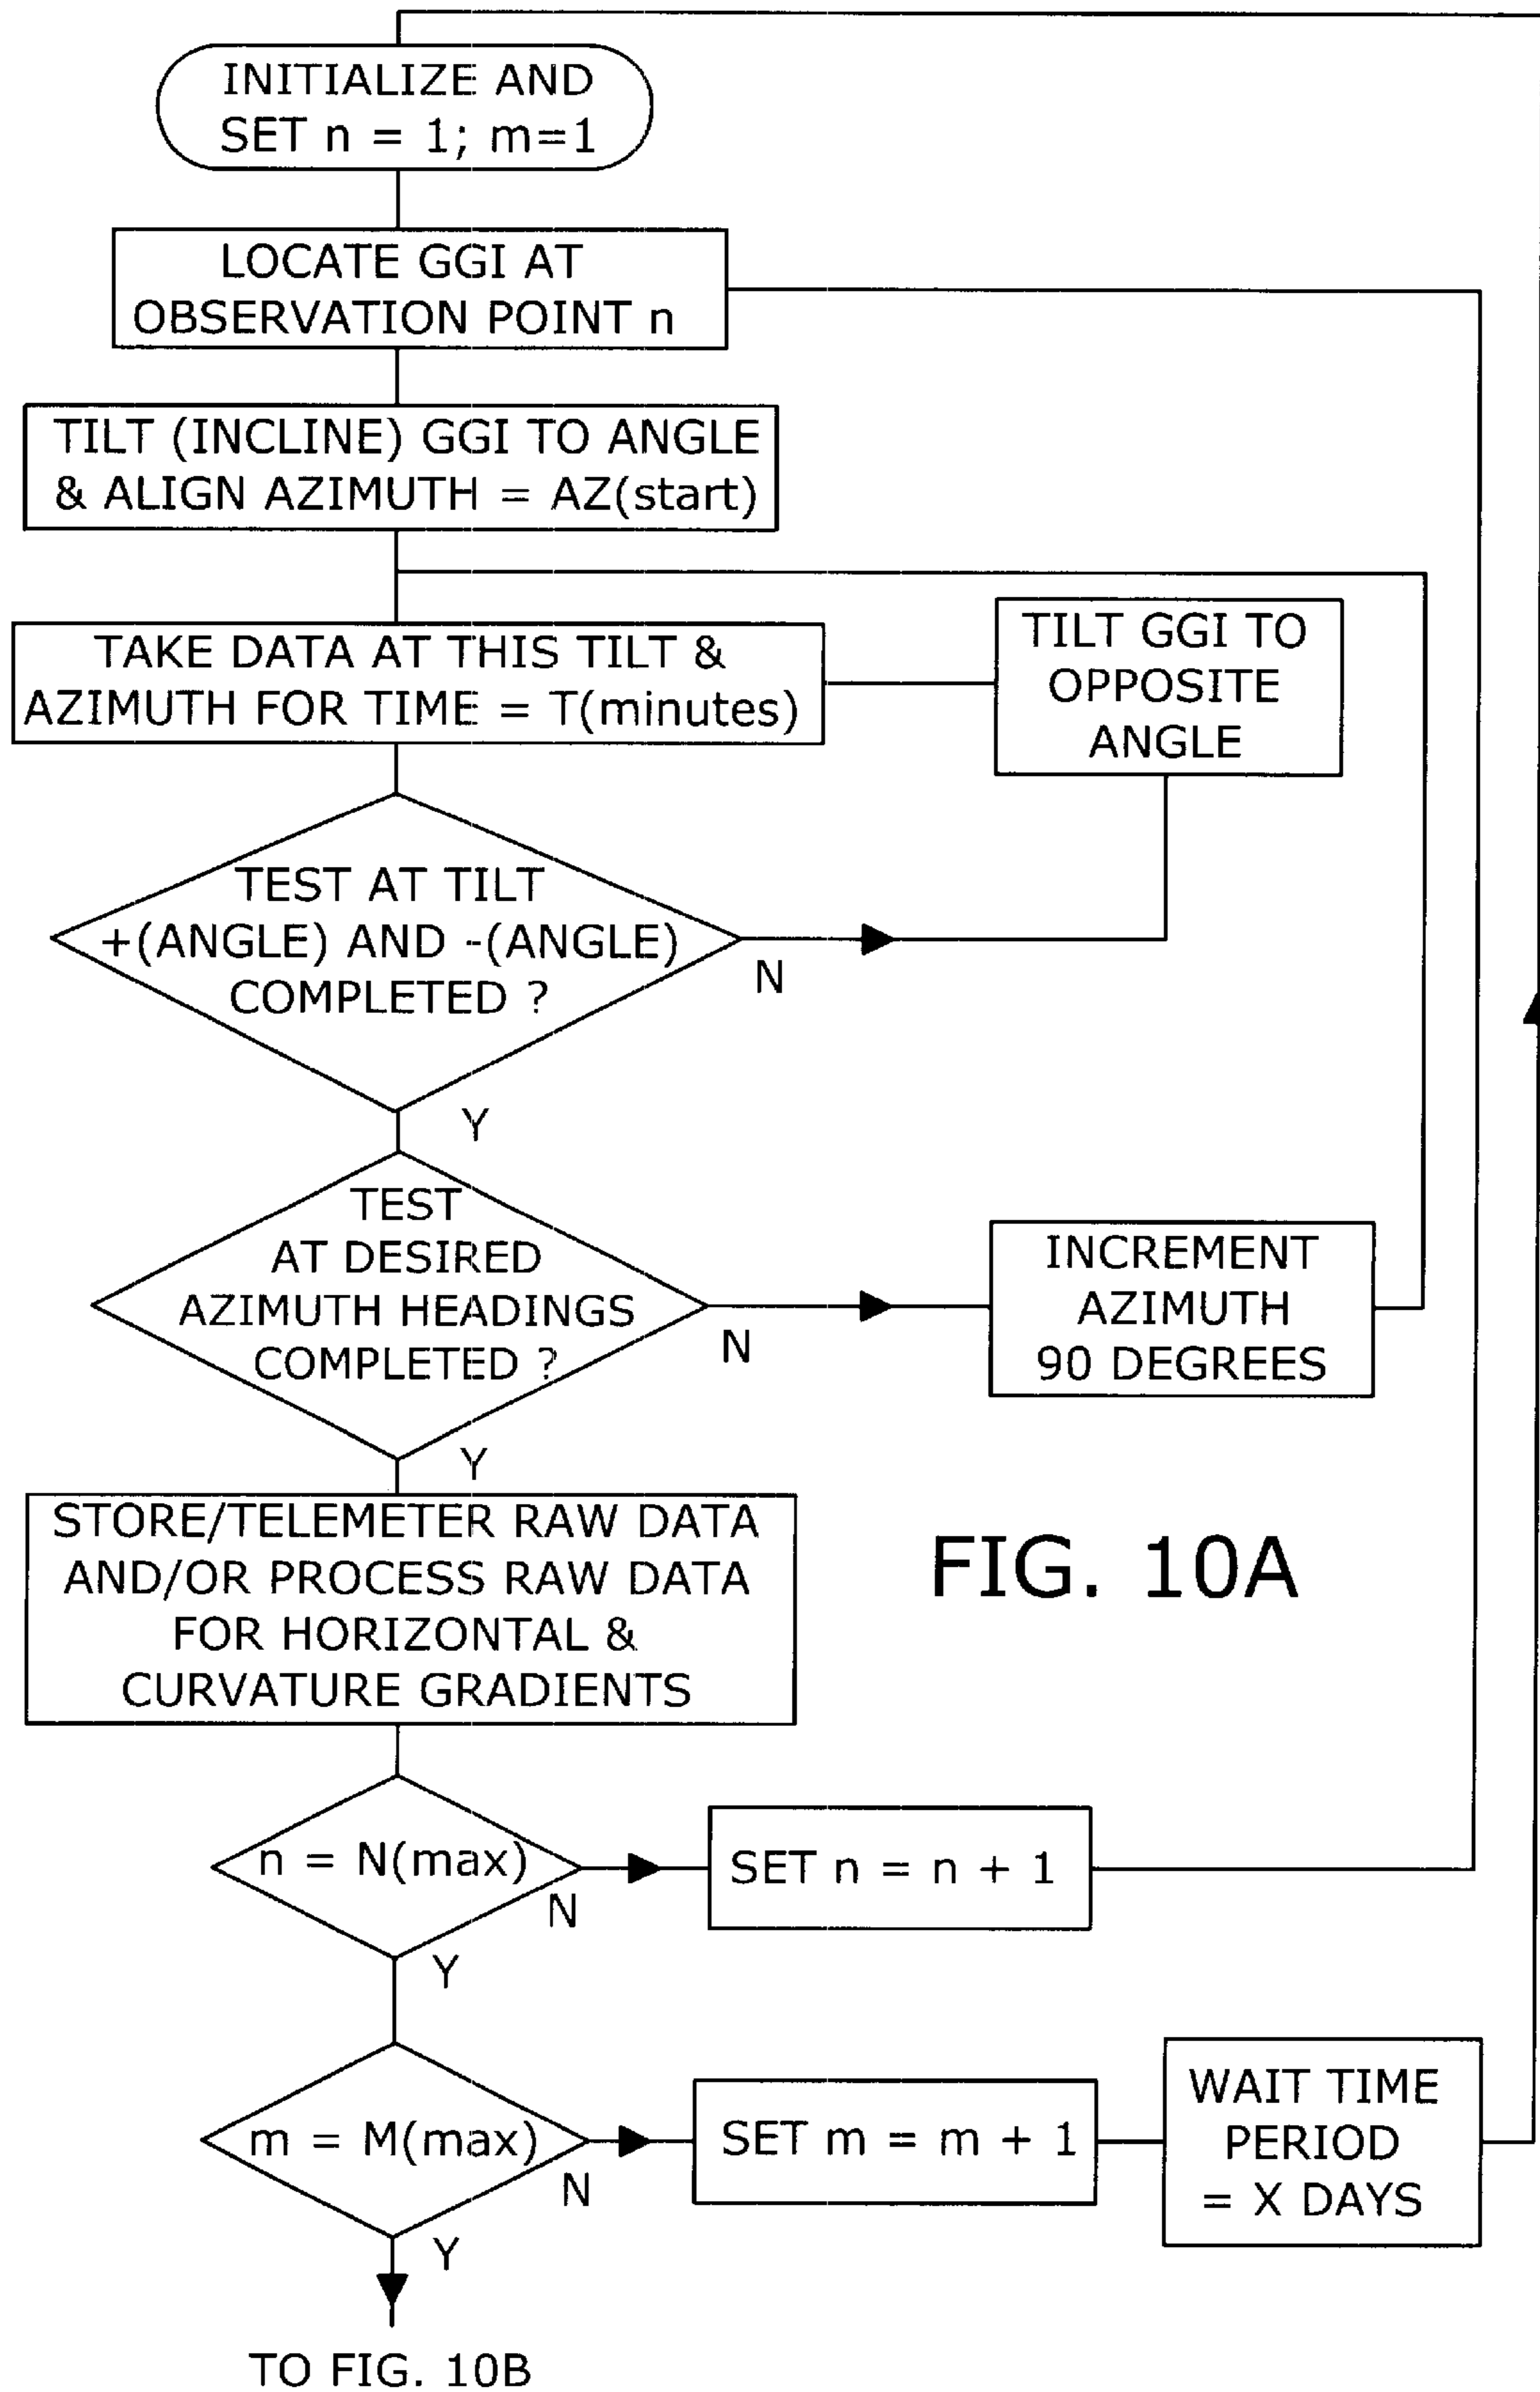 INITIALIZE AND
SET n = 1; m=1
LOCATE GGI AT
OBSERVATION POINT n
TILT (INCLINE) GGI TO ANGLE
& ALIGN AZIMUTH = AZ(start)
TAKE DATA AT THIS TILT &
AZIMUTH FOR TIME = T(minutes)
TILT GGI TO
OPPOSITE
ANGLE
TEST AT TILT
+(ANGLE) AND -(ANGLE)
COMPLETED ?
N
Y
TEST
AT DESIRED
AZIMUTH HEADINGS
COMPLETED ?
N
INCREMENT
AZIMUTH
90 DEGREES
Y
STORE/TELEMETER RAW DATA
AND/OR PROCESS RAW DATA
FOR HORIZONTAL &
CURVATURE GRADIENTS
FIG. 10A
n = N(max)
N
SET n = n + 1
Y
m = M(max)
N
SET m = m + 1
WAIT TIME
PERIOD
= X DAYS
Y
TO FIG. 10B